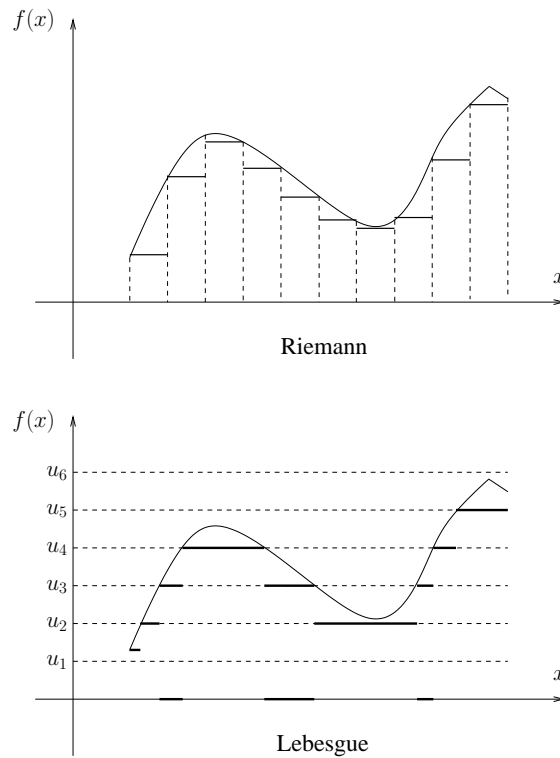 f(x)
x
Riemann
f(x)
u₆
u₅
u₄
u₃
u₂
u₁
x
Lebesgue